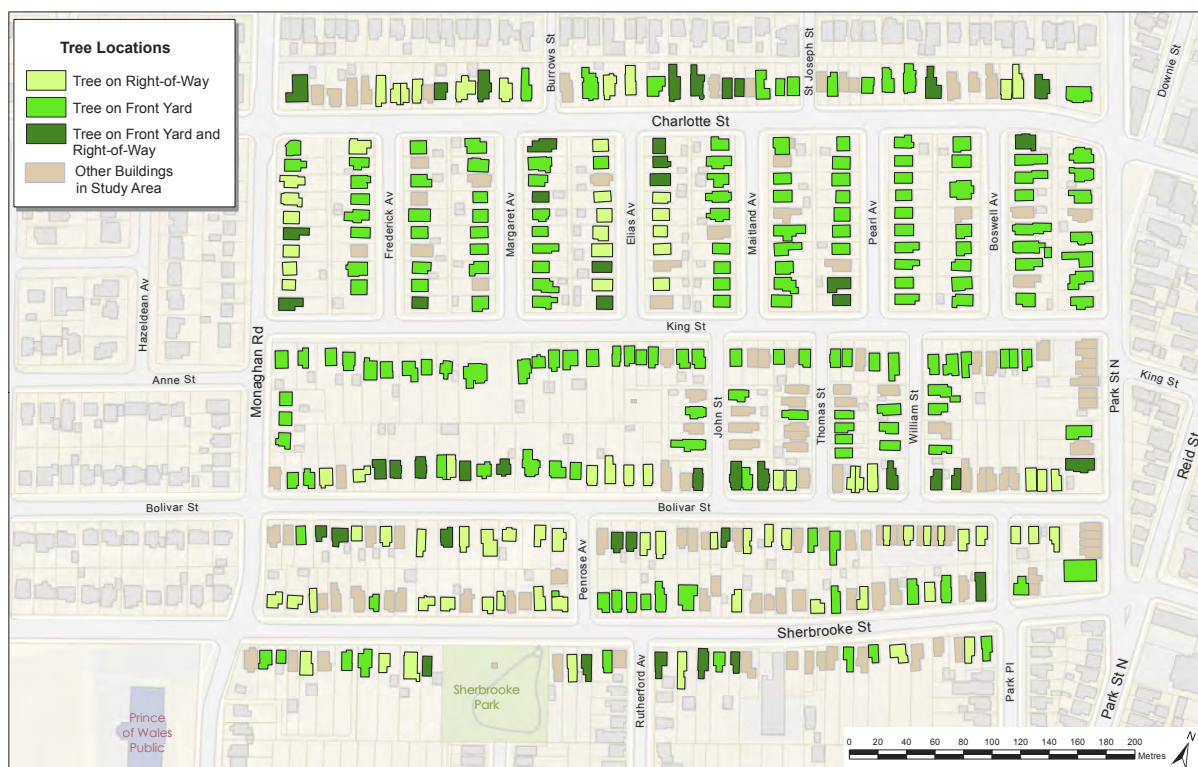 Tree Locations
Tree on Right-of-Way
Tree on Front Yard
Tree on Front Yard and
Right-of-Way
Other Buildings
in Study Area
Burrows St
St Joseph St
Downie St
Charlotte St
Frederick Av
Margaret Av
Elias Av
Maitland Av
Pearl Av
Boswell Av
Hazeldean Av
Monaghan Rd
King St
Anne St
John St
Thomas St
William St
Park St N
King St
Reid St
Bolivar St
Bolivar St
Penrose Av
Sherbrooke St
Rutherford Av
Park Pl
Park St N
Sherbrooke
Park
Prince
of Wales
Public
0 20 40 60 80 100 120 140 160 180 200
Metres
N